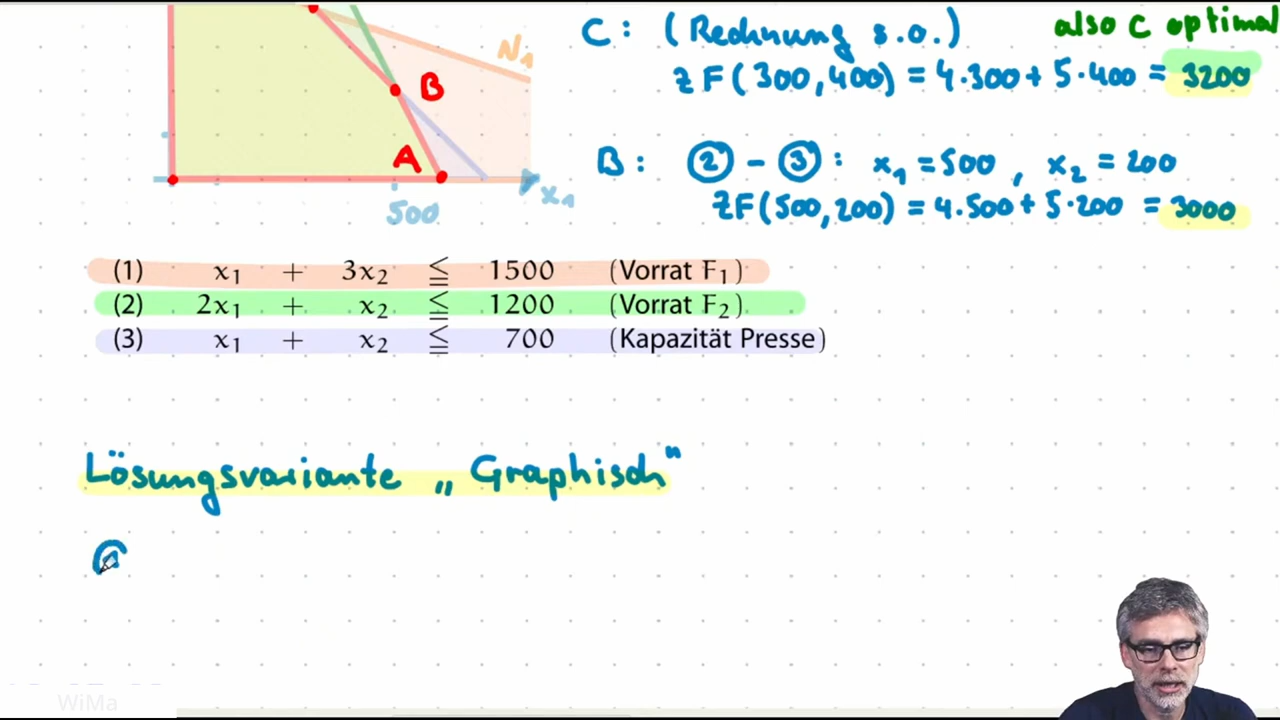 C: (Rechnung s.o.)
also C optimal
ZF(300,400) = 4·300 + 5·400 = 3200
N₁
B
A
500
x₁
B: ② - ③: x₁ = 500, x₂ = 200
ZF(500,200) = 4·500 + 5·200 = 3000
(1) x₁ + 3x₂ ≦ 1500 (Vorrat F₁)
(2) 2x₁ + x₂ ≦ 1200 (Vorrat F₂)
(3) x₁ + x₂ ≦ 700 (Kapazität Presse)
Lösungsvariante „Graphisch"
WiMa